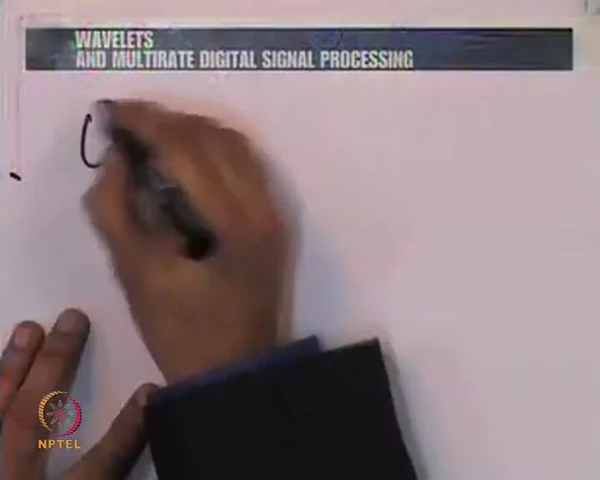 WAVELETS
AND MULTIRATE DIGITAL SIGNAL PROCESSING
NPTEL